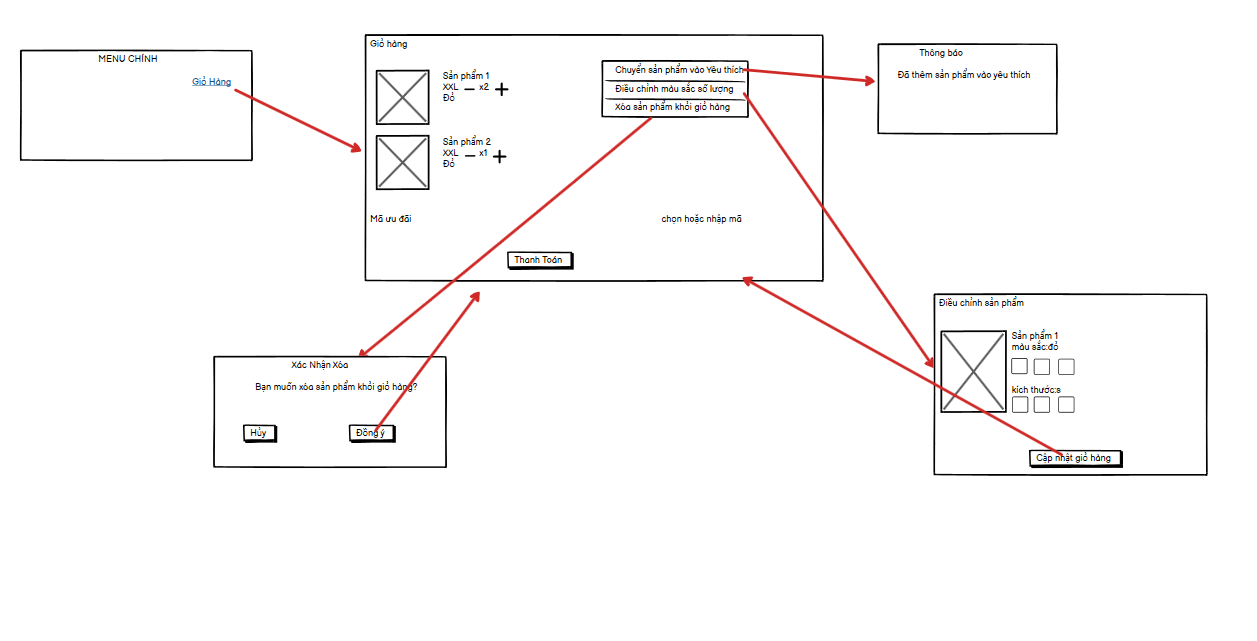 MENU CHÍNH
Giỏ Hàng
Giỏ hàng
Sản phẩm 1
XXL x2
Đỏ
Sản phẩm 2
XXL x1
Đỏ
Chuyển sản phẩm vào Yêu thích
Điều chỉnh màu sắc số lượng
Xóa sản phẩm khỏi giỏ hàng
Mã ưu đãi
chọn hoặc nhập mã
Thanh Toán
Thông báo
Đã thêm sản phẩm vào yêu thích
Xác Nhận Xóa
Bạn muốn xóa sản phẩm khỏi giỏ hàng?
Hủy
Đồng ý
Điều chỉnh sản phẩm
Sản phẩm 1
màu sắc:đỏ
kích thước:s
Cập nhật giỏ hàng